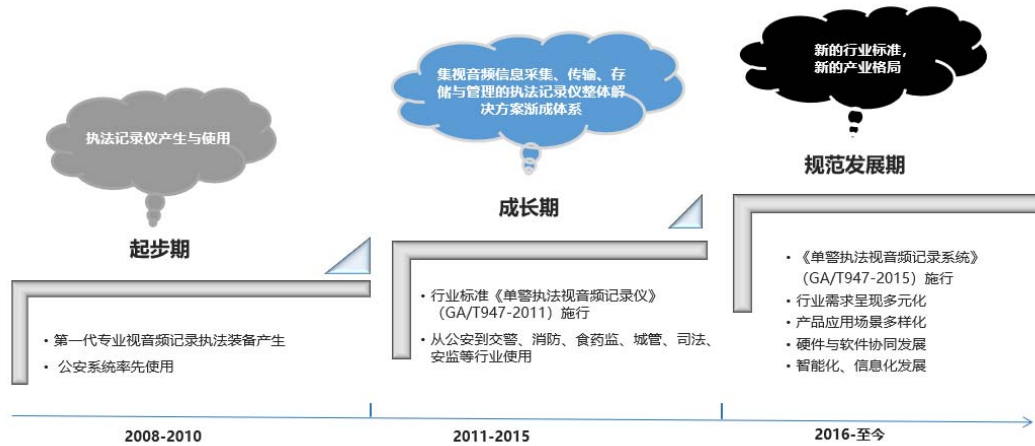 执法记录仪产生与使用
起步期
• 第一代专业视音频记录执法装备产生
• 公安系统率先使用
2008-2010
集视音频信息采集、传输、存
储与管理的执法记录仪整体解
决方案渐成体系
成长期
• 行业标准《单警执法视音频记录仪》
（GA/T947-2011）施行
• 从公安到交警、消防、食药监、城管、司法、
安监等行业使用
2011-2015
新的行业标准，
新的产业格局
规范发展期
• 《单警执法视音频记录系统》
（GA/T947-2015）施行
• 行业需求呈现多元化
• 产品应用场景多样化
• 硬件与软件协同发展
• 智能化、信息化发展
2016-至今